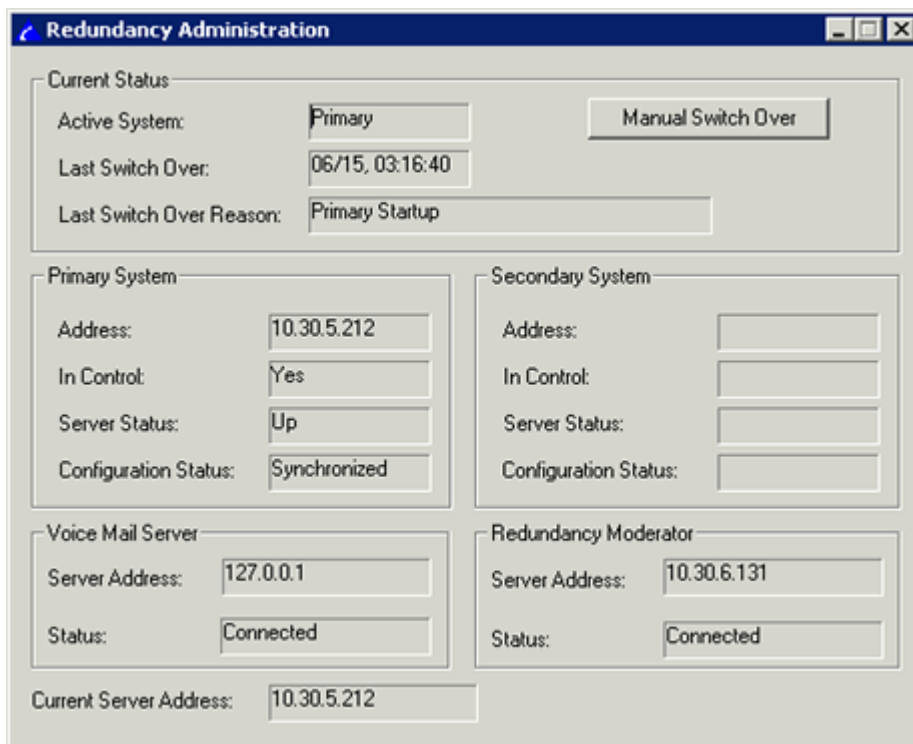 Redundancy Administration
Current Status
Active System: Primary Manual Switch Over
Last Switch Over: 06/15, 03:16:40
Last Switch Over Reason: Primary Startup
Primary System
Address: 10.30.5.212
In Control: Yes
Server Status: Up
Configuration Status: Synchronized
Secondary System
Address:
In Control:
Server Status:
Configuration Status:
Voice Mail Server
Server Address: 127.0.0.1
Status: Connected
Redundancy Moderator
Server Address: 10.30.6.131
Status: Connected
Current Server Address: 10.30.5.212